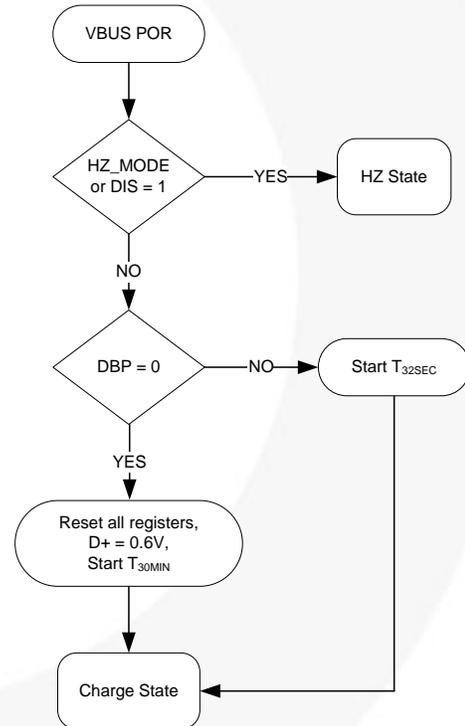 VBUS POR
HZ_MODE
or DIS = 1
YES
HZ State
NO
DBP = 0
NO
Start T32SEC
YES
Reset all registers,
D+ = 0.6V,
Start T30MIN
Charge State